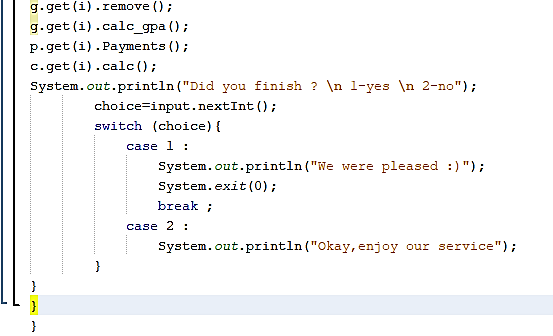 g.get(i).remove();
g.get(i).calc_gpa();
p.get(i).Payments();
c.get(i).calc();
System.out.println("Did you finish ? \n 1-yes \n 2-no");
choice=input.nextInt();
switch (choice){
case 1 :
System.out.println("We were pleased :)");
System.exit(0);
break ;
case 2 :
System.out.println("Okay,enjoy our service");
}
}
}
}